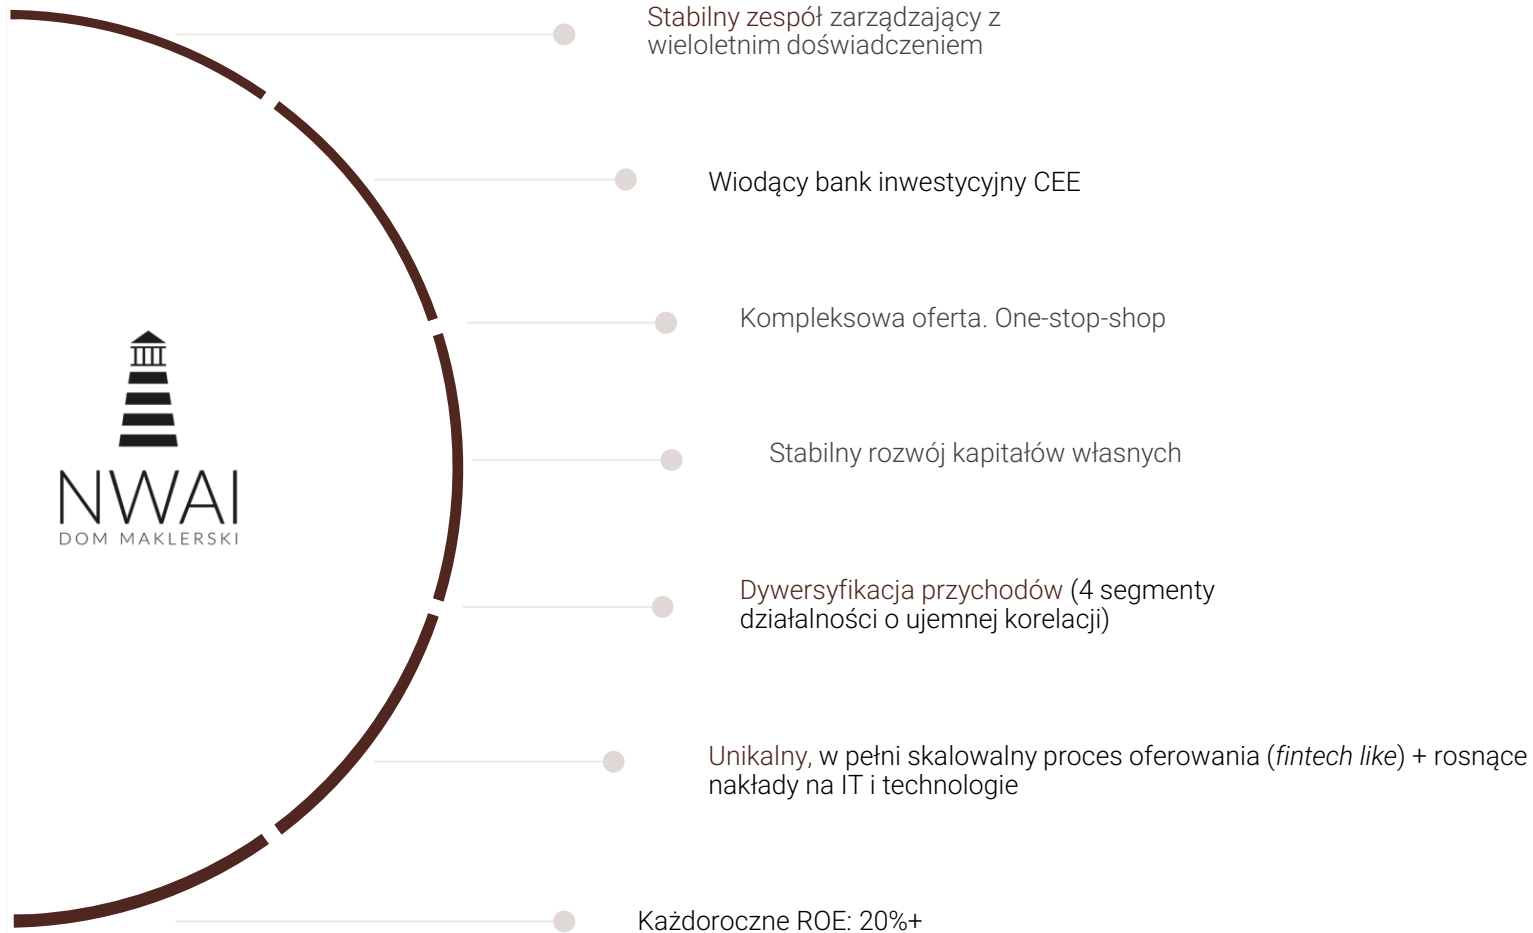 Stabilny zespół zarządzający z
wieloletnim doświadczeniem
Wiodący bank inwestycyjny CEE
Kompleksowa oferta. One-stop-shop
Stabilny rozwój kapitałów własnych
NWAI
DOM MAKLERSKI
Dywersyfikacja przychodów (4 segmenty
działalności o ujemnej korelacji)
Unikalny, w pełni skalowalny proces oferowania (fintech like) + rosnące
nakłady na IT i technologie
Każdoroczne ROE: 20%+